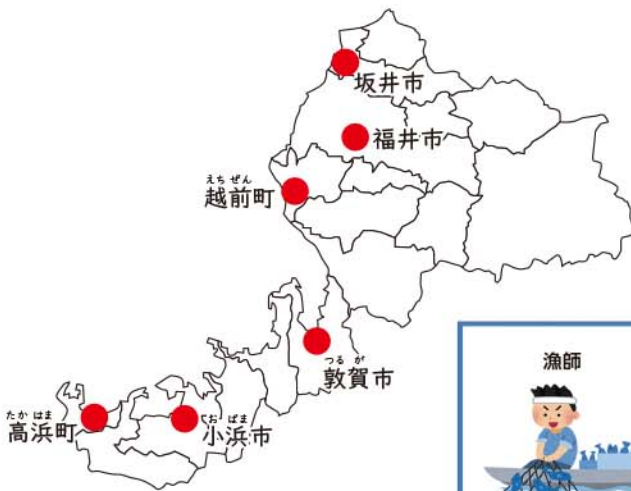 坂井市
福井市
えちぜん
越前町
つるが
敦賀市
たかはま
高浜町
おばま
小浜市
漁師